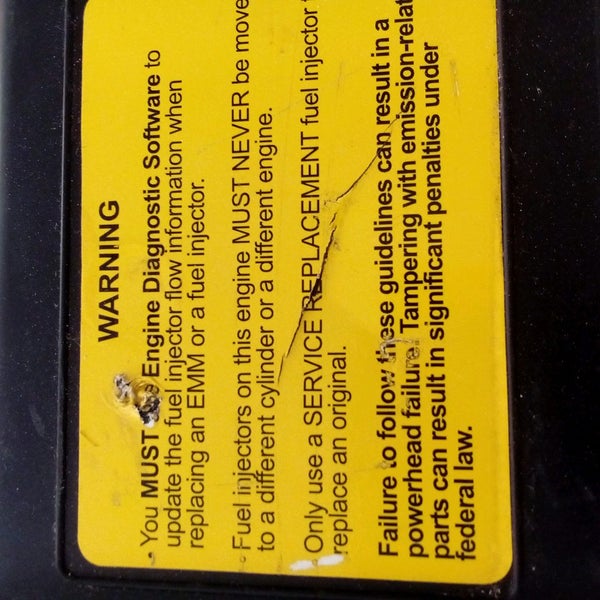 WARNING
• You MUST Engine Diagnostic Software to
update the fuel injector flow information when
replacing an EMM or a fuel injector.
• Fuel injectors on this engine MUST NEVER be move
to a different cylinder or a different engine.
Only use a SERVICE REPLACEMENT fuel injector
replace an original.
Failure to follow these guidelines can result in a
powerhead failure. Tampering with emission-relat
parts can result in significant penalties under
federal law.